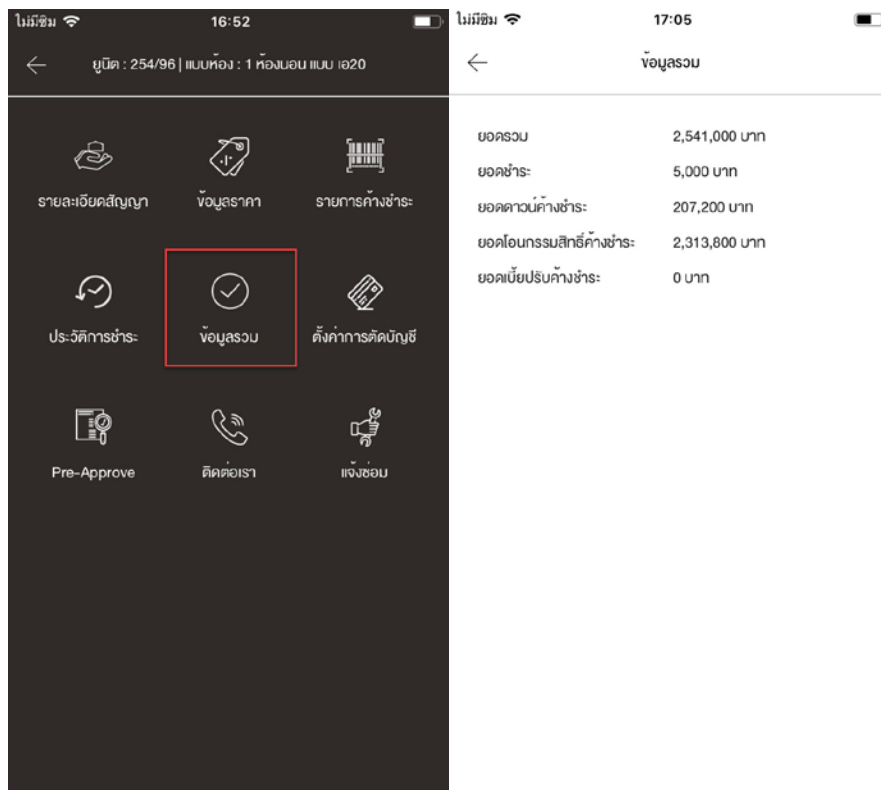 ไม่มีซิม 16:52
ยูนิต : 254/96 | แบบห้อง : 1 ห้องนอน แบบ เอ20
รายละเอียดสัญญา ข้อมูลราคา รายการค้างชำระ
ประวัติการชำระ ข้อมูลรวม ตั้งค่าการตัดบัญชี
Pre-Approve ติดต่อเรา แจ้งซ่อม
ไม่มีซิม 17:05
ข้อมูลรวม
ยอดรวม 2,541,000 บาท
ยอดชำระ 5,000 บาท
ยอดดาวน์ค้างชำระ 207,200 บาท
ยอดโอนกรรมสิทธิ์ค้างชำระ 2,313,800 บาท
ยอดเบี้ยปรับค้างชำระ 0 บาท